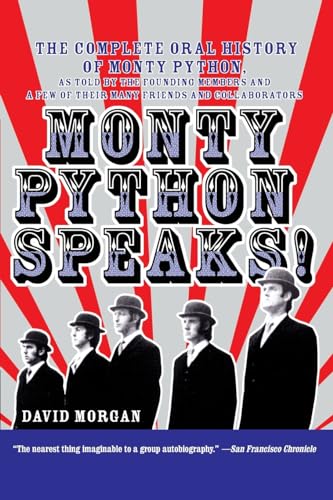 THE COMPLETE ORAL HISTORY
OF MONTY PYTHON,
AS TOLD BY THE FOUNDING MEMBERS AND
A FEW OF THEIR MANY FRIENDS AND COLLABORATORS
MONTY
PYTHON
SPEAKS!
DAVID MORGAN
"The nearest thing imaginable to a group autobiography." —San Francisco Chronicle